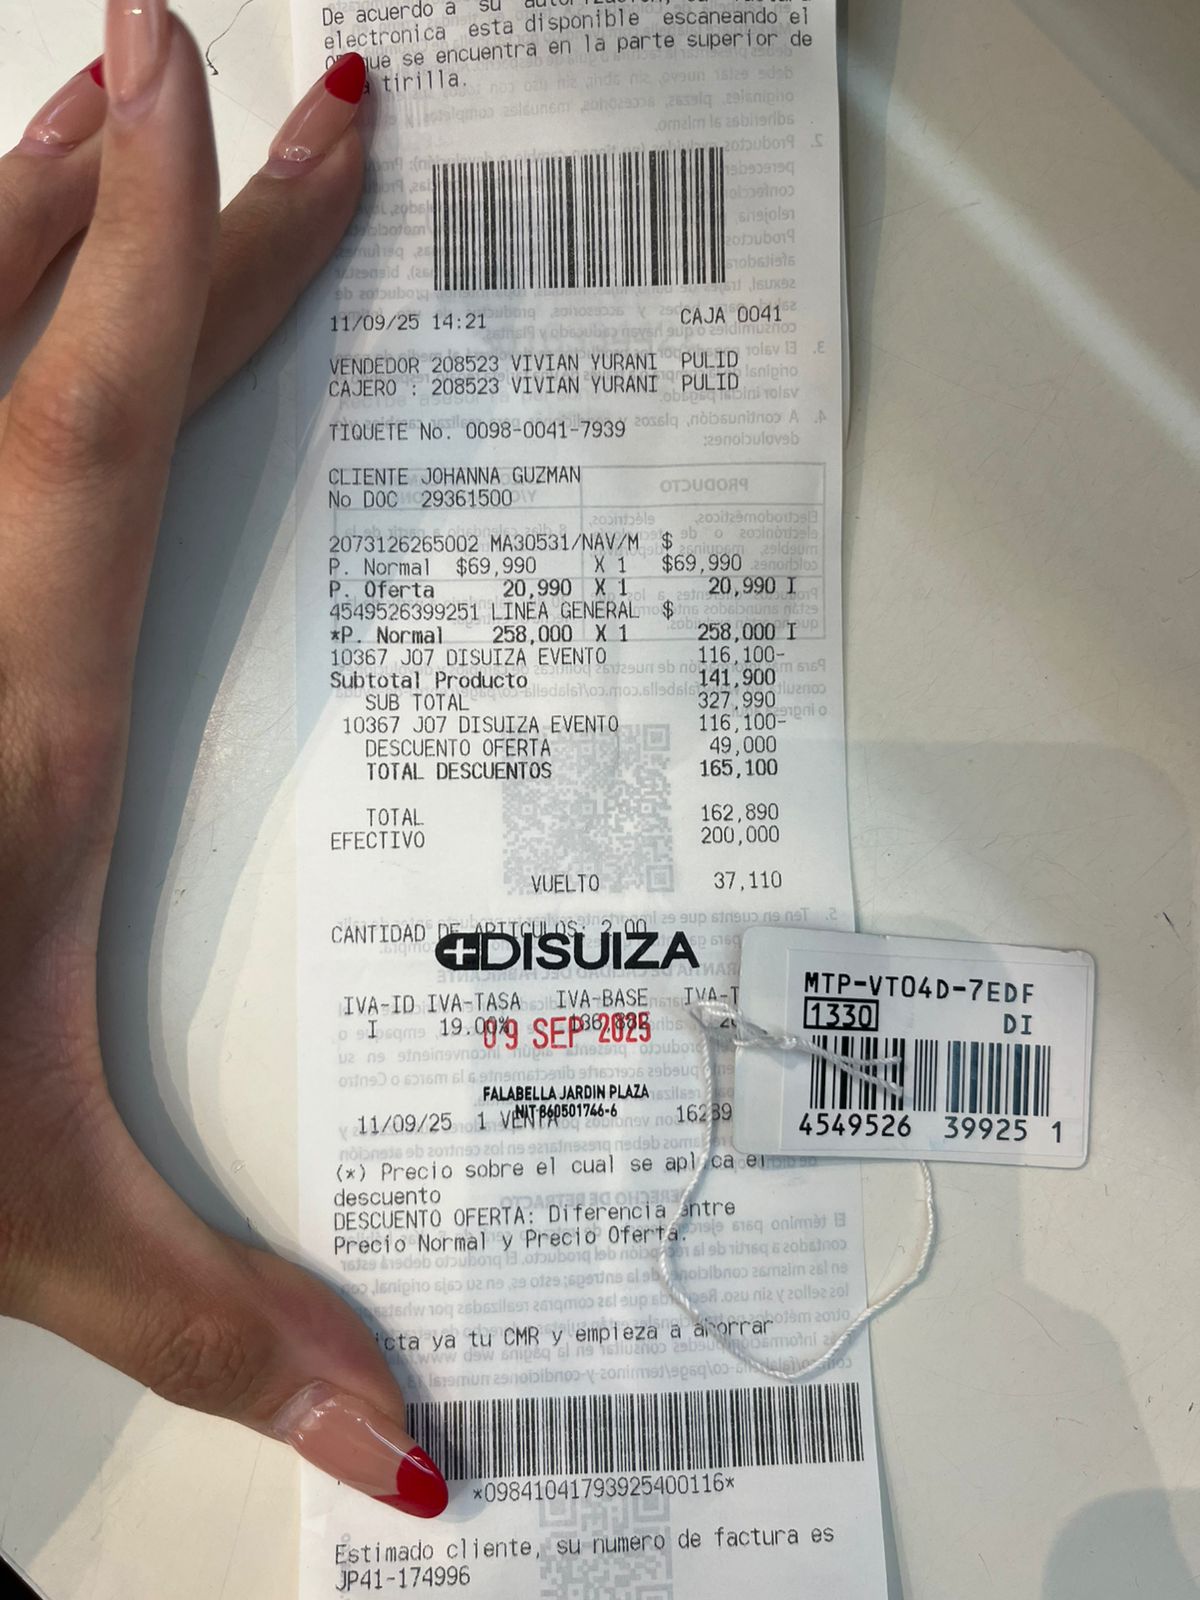 De acuerdo a su
electronica esta disponible escaneando el
que se encuentra en la parte superior de
tirilla.
11/09/25 14:21 CAJA 0041
VENDEDOR 208523 VIVIAN YURANI PULID
CAJERO : 208523 VIVIAN YURANI PULID
TIQUETE No. 0098-0041-7939
CLIENTE JOHANNA GUZMAN
No DOC 29361500
2073126265002 MA30531/NAV/M $
P. Normal $69,990 X 1 $69,990
P. Oferta 20,990 X 1 20,990 I
4549526399251 LINEA GENERAL $
*P. Normal 258,000 X 1 258,000 I
10367 J07 DISUIZA EVENTO 116,100-
Subtotal Producto 141,900
SUB TOTAL 327,990
10367 J07 DISUIZA EVENTO 116,100-
DESCUENTO OFERTA 49,000
TOTAL DESCUENTOS 165,100
TOTAL 162,890
EFECTIVO 200,000
VUELTO 37,110
CANTIDAD DE ARTICULOS: 2.00
DISUIZA
IVA-ID IVA-TASA IVA-BASE
I 19.00%
09 SEP 2025
FALABELLA JARDIN PLAZA
NIT 860501746-6
11/09/25 1 VENTA
(*) Precio sobre el cual se aplica el
descuento
DESCUENTO OFERTA: Diferencia entre
Precio Normal y Precio Oferta.
ya tu CMR y empieza a ahorrar
*09841041793925400116*
Estimado cliente, su numero de factura es
JP41-174996
MTP-VT04D-7EDF
1330 DI
4549526 39925 1